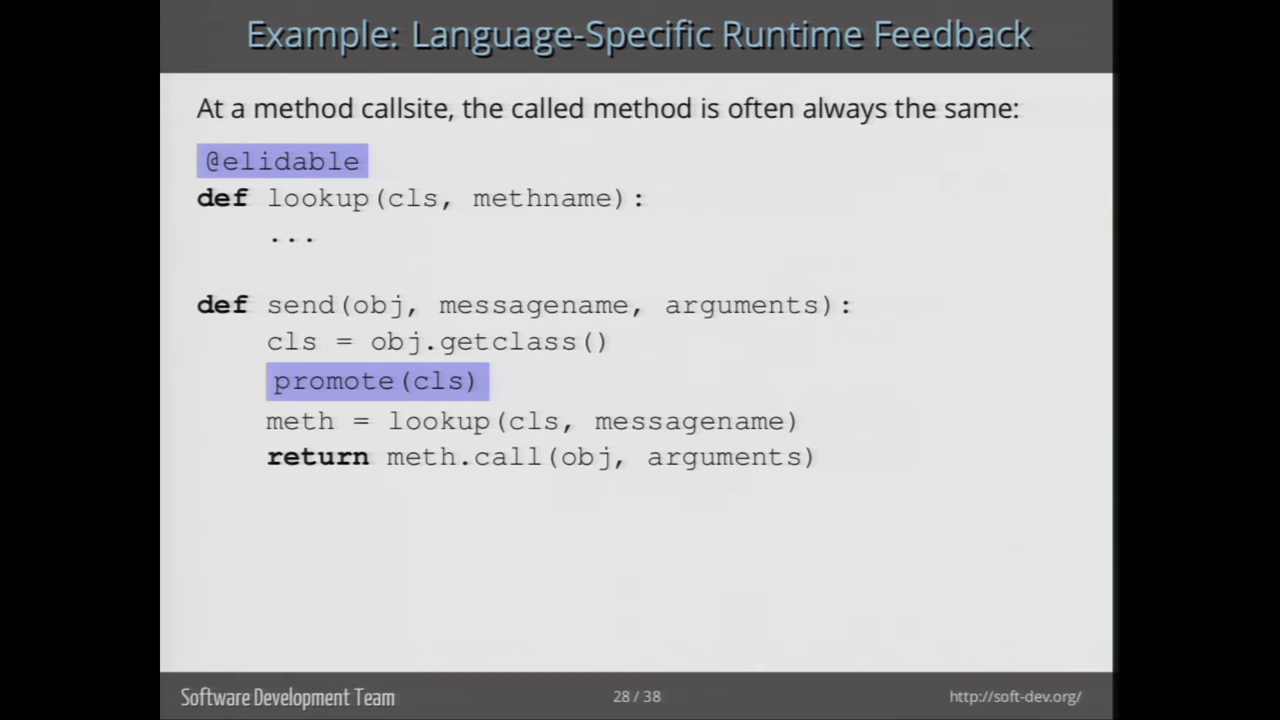 Example: Language-Specific Runtime Feedback
At a method callsite, the called method is often always the same:
@elidable
def lookup(cls, methname):
...
def send(obj, messagename, arguments):
cls = obj.getclass()
promote(cls)
meth = lookup(cls, messagename)
return meth.call(obj, arguments)
Software Development Team
28 / 38
http://soft-dev.org/